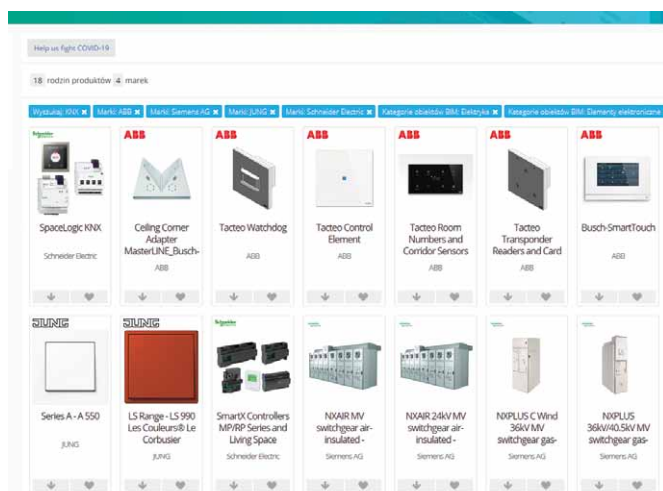 Help us fight COVID-19
18 rodzin produktów 4 marek
Wyszukaj: KNX ✖ Marki: ABB ✖ Marki: Siemens AG ✖ Marki: JUNG ✖ Marki: Schneider Electric ✖ Kategorie obiektów BIM: Elektryka ✖ Kategorie obiektów BIM: Elementy elektroniczne
Schneider ABB ABB ABB ABB ABB ABB
SpaceLogic KNX
Schneider Electric
Ceiling Corner
Adapter
MasterLINE_Busch-
ABB
Tacteo Watchdog
ABB
Tacteo Control
Element
ABB
Tacteo Room
Numbers and
Corridor Sensors
ABB
Tacteo
Transponder
Readers and Card
ABB
Busch-SmartTouch
ABB
JUNG JUNG Schneider
Series A - A 550
JUNG
LS Range - LS 990
Les Couleurs® Le
Corbusier
JUNG
SmartX Controllers
MP/RP Series and
Living Space
Schneider Electric
NXAIR MV
switchgear air-
insulated -
Siemens AG
NXAIR 24kV MV
switchgear air-
insulated -
Siemens AG
NXPLUS C Wind
36kV MV
switchgear gas-
Siemens AG
NXPLUS
36kV/40.5kV MV
switchgear gas-
Siemens AG